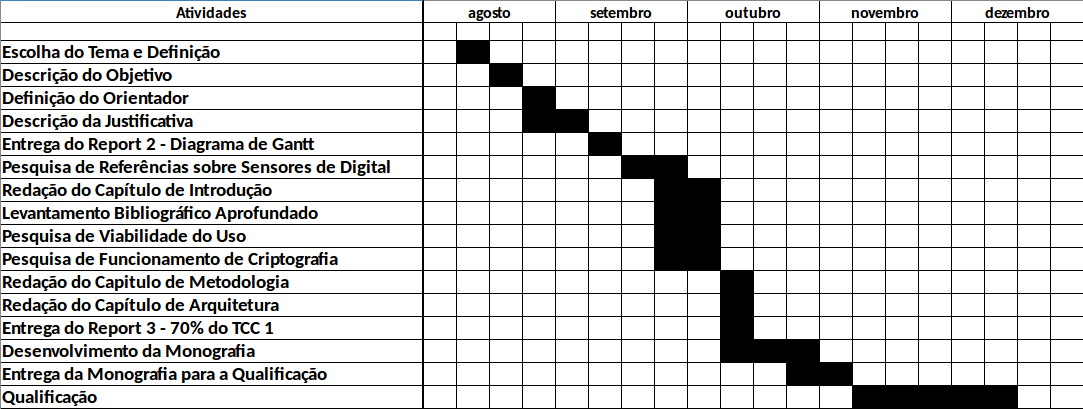 Atividades agosto setembro outubro novembro dezembro
Escolha do Tema e Definição
Descrição do Objetivo
Definição do Orientador
Descrição da Justificativa
Entrega do Report 2 - Diagrama de Gantt
Pesquisa de Referências sobre Sensores de Digital
Redação do Capítulo de Introdução
Levantamento Bibliográfico Aprofundado
Pesquisa de Viabilidade do Uso
Pesquisa de Funcionamento de Criptografia
Redação do Capitulo de Metodologia
Redação do Capítulo de Arquitetura
Entrega do Report 3 - 70% do TCC 1
Desenvolvimento da Monografia
Entrega da Monografia para a Qualificação
Qualificação